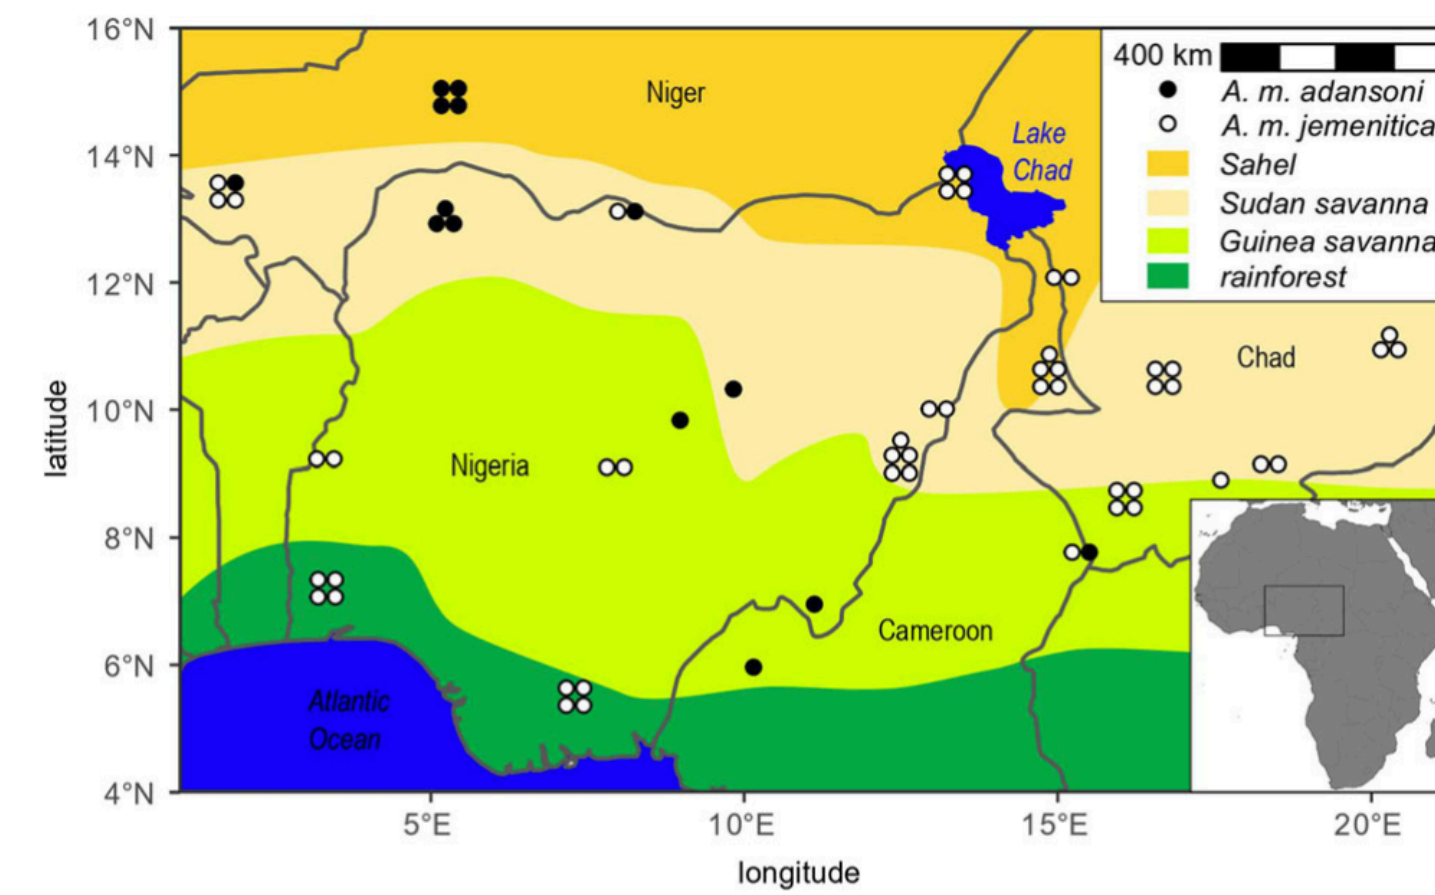 16°N
14°N
12°N
10°N
8°N
6°N
4°N
latitude
5°E
10°E
15°E
20°E
longitude
Niger
Lake
Chad
Chad
Nigeria
Cameroon
Atlantic
Ocean
400 km
A. m. adansoni
A. m. jemenitica
Sahel
Sudan savanna
Guinea savanna
rainforest